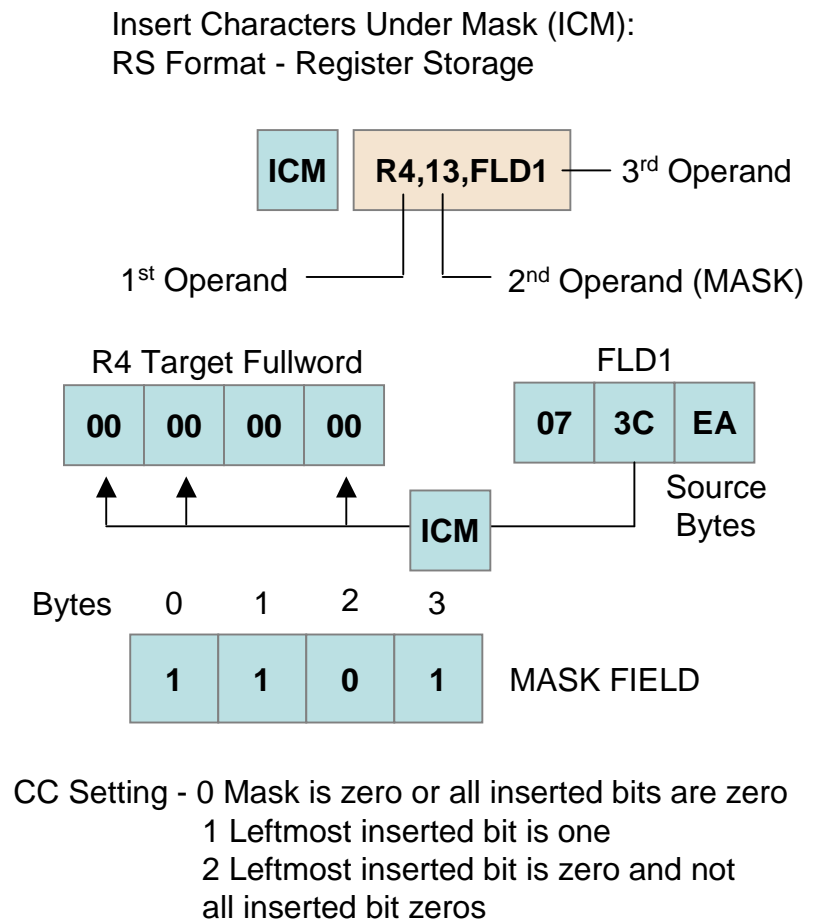 Insert Characters Under Mask (ICM):
RS Format - Register Storage
ICM R4,13,FLD1 3rd Operand
1st Operand 2nd Operand (MASK)
R4 Target Fullword FLD1
00 00 00 00 07 3C EA
Source
Bytes
ICM
Bytes 0 1 2 3
1 1 0 1 MASK FIELD
CC Setting - 0 Mask is zero or all inserted bits are zero
1 Leftmost inserted bit is one
2 Leftmost inserted bit is zero and not
all inserted bit zeros